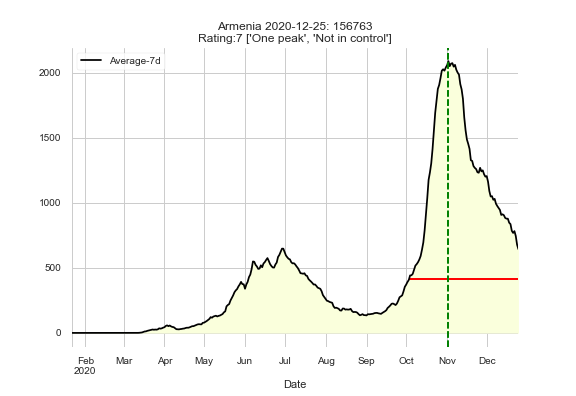 Armenia 2020-12-25: 156763
Rating:7 ['One peak', 'Not in control']
Average-7d
2000
1500
1000
500
0
Feb Mar Apr May Jun Jul Aug Sep Oct Nov Dec
2020
Date